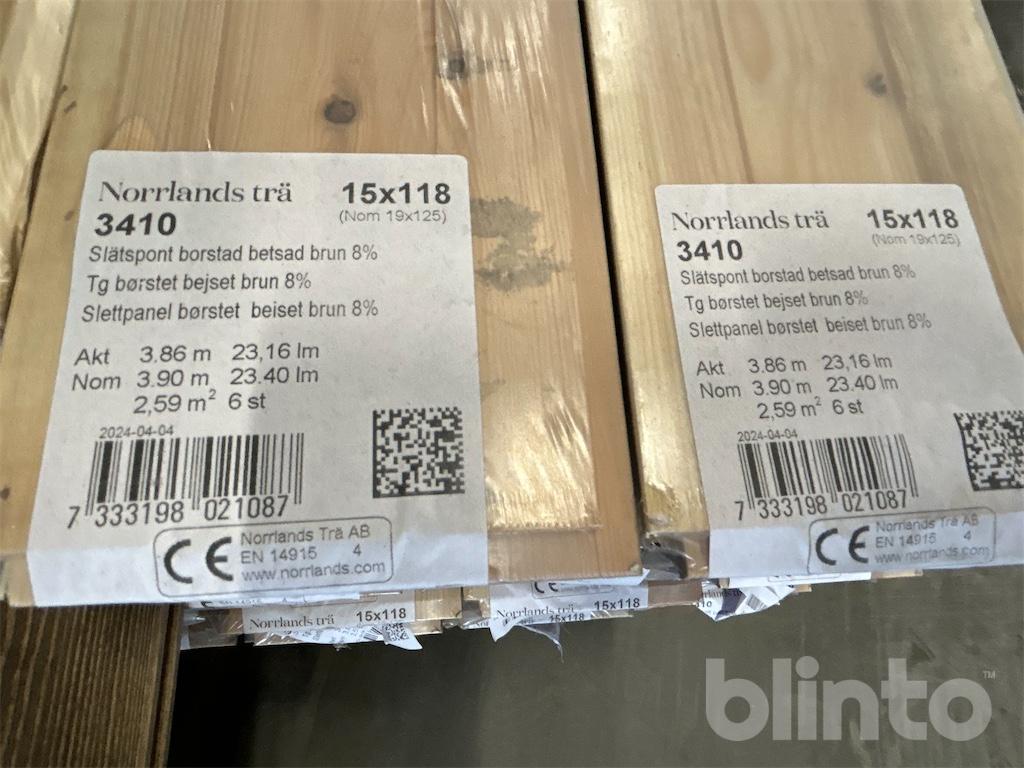 Norrlands trä 15x118
3410 (Nom 19x125)
Slätspont borstad betsad brun 8%
Tg børstet bejset brun 8%
Slettpanel børstet beiset brun 8%
Akt 3.86 m 23,16 lm
Nom 3.90 m 23.40 lm
2,59 m² 6 st
2024-04-04
7 333198 021087
CE Norrlands Trä AB
EN 14915 4
www.norrlands.com
Norrlands trä 15x118
3410 (Nom 19x125)
Slätspont borstad betsad brun 8%
Tg børstet bejset brun 8%
Slettpanel børstet beiset brun 8%
Akt 3.86 m 23,16 lm
Nom 3.90 m 23.40 lm
2,59 m² 6 st
2024-04-04
7 333198 021087
CE Norrlands Trä AB
EN 14915 4
www.norrlands.com
Norrlands trä 15x118
Norrlands trä 15x118
blinto™